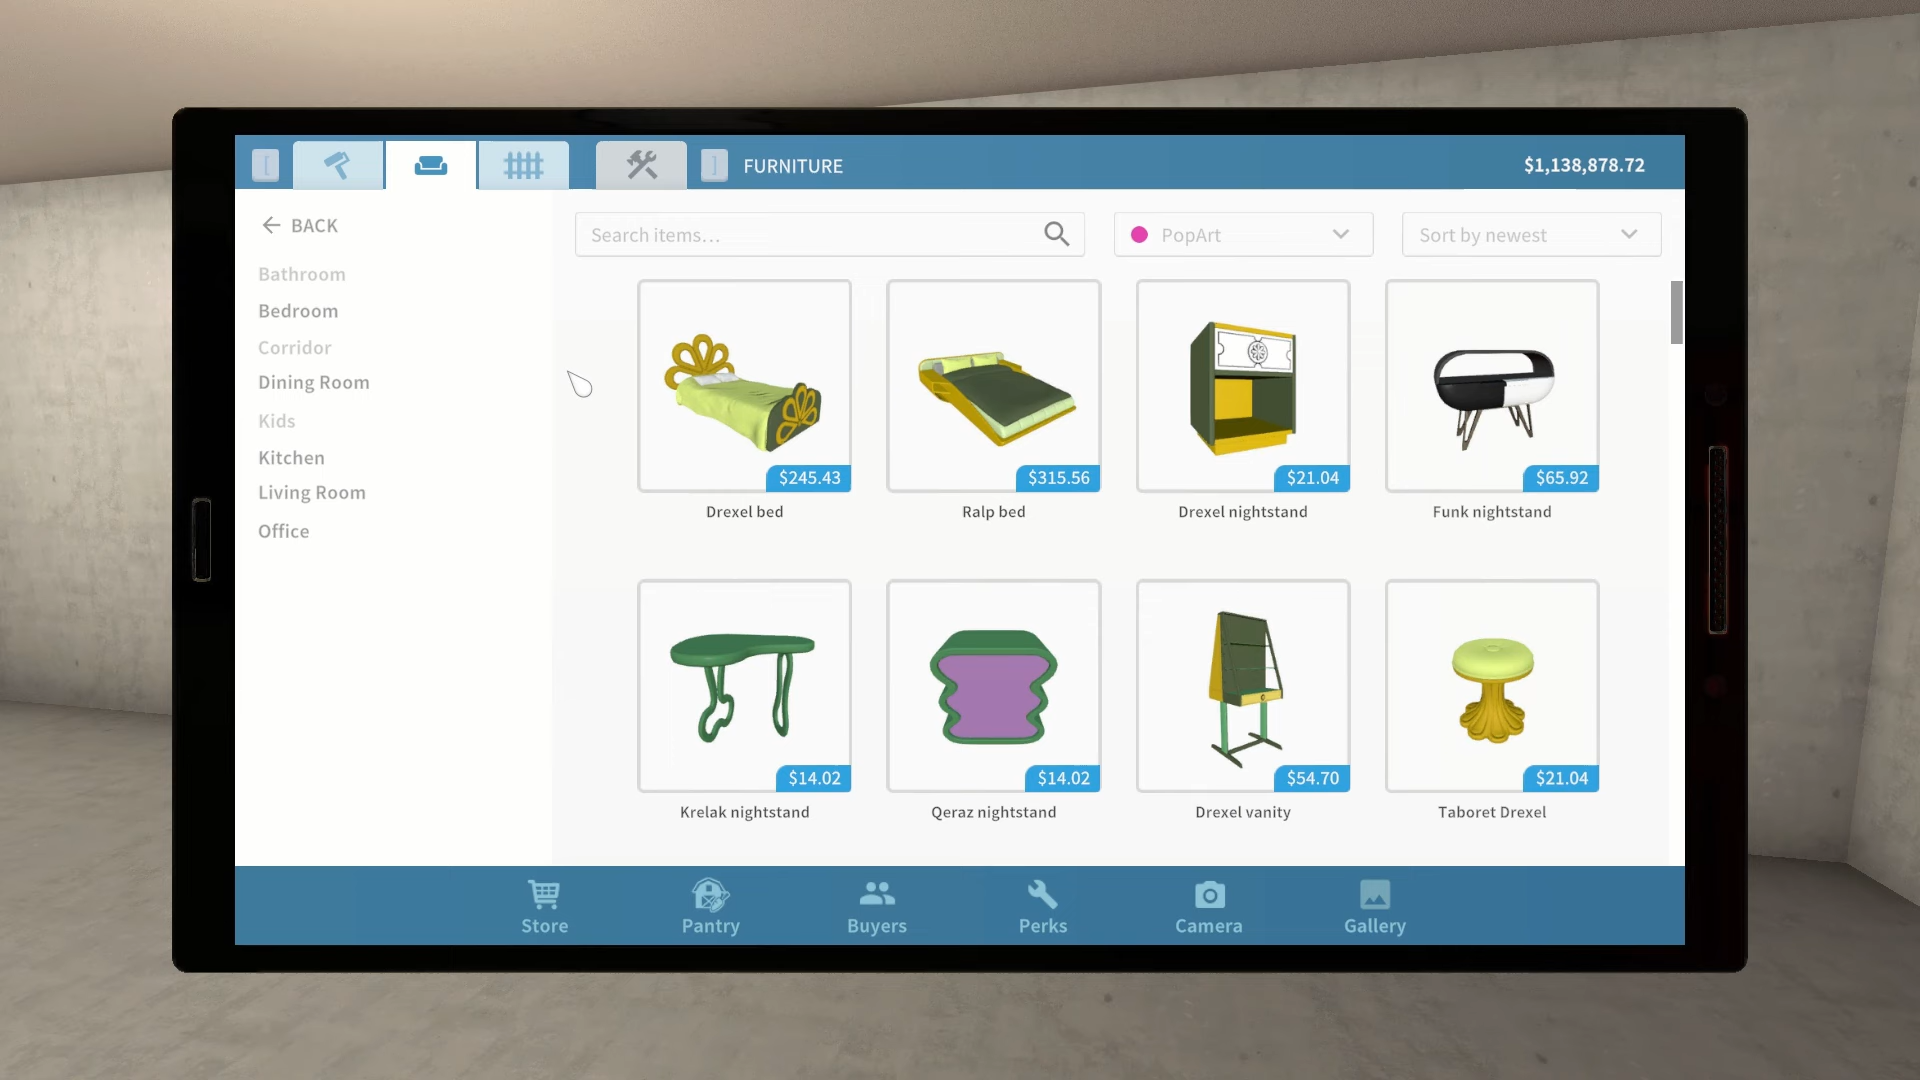 [
]
FURNITURE
$1,138,878.72
BACK
Bathroom
Bedroom
Corridor
Dining Room
Kids
Kitchen
Living Room
Office
Search items...
PopArt
Sort by newest
$245.43
$315.56
$21.04
$65.92
Drexel bed
Ralp bed
Drexel nightstand
Funk nightstand
$14.02
$14.02
$54.70
$21.04
Krelak nightstand
Qeraz nightstand
Drexel vanity
Taboret Drexel
Store
Pantry
Buyers
Perks
Camera
Gallery